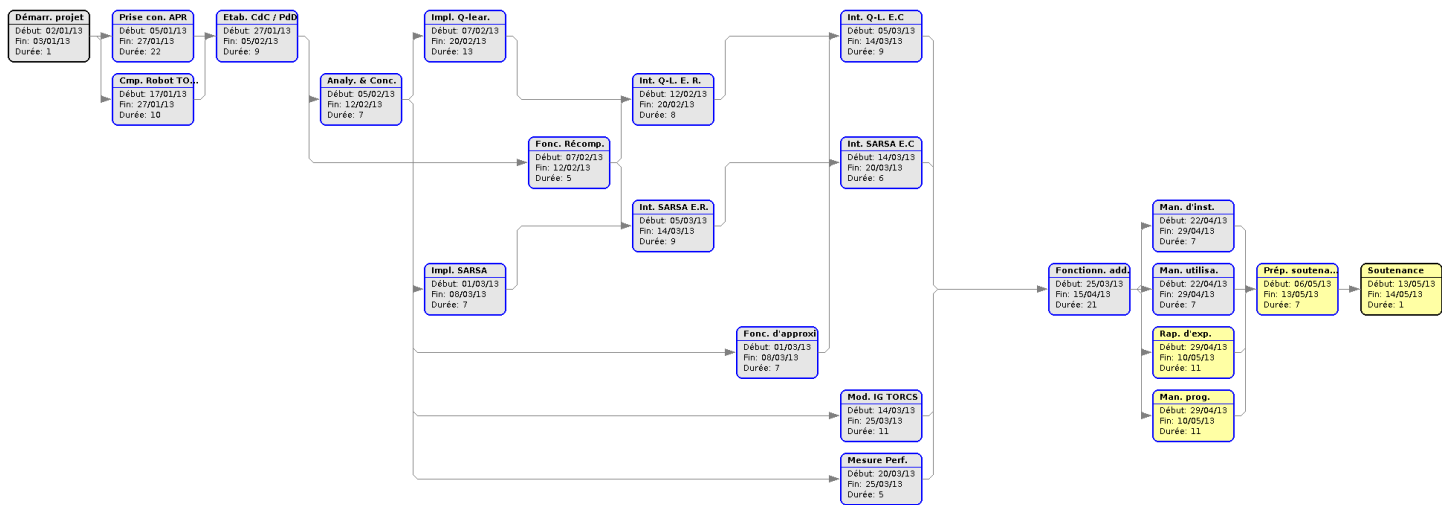 Démarr. projet
Début: 02/01/13
Fin: 03/01/13
Durée: 1
Prise con. APR
Début: 05/01/13
Fin: 27/01/13
Durée: 22
Cmp. Robot TO...
Début: 17/01/13
Fin: 27/01/13
Durée: 10
Etab. CdC / PdD
Début: 27/01/13
Fin: 05/02/13
Durée: 9
Analy. & Conc.
Début: 05/02/13
Fin: 12/02/13
Durée: 7
Impl. Q-lear.
Début: 07/02/13
Fin: 20/02/13
Durée: 13
Impl. SARSA
Début: 01/03/13
Fin: 08/03/13
Durée: 7
Fonc. Récomp.
Début: 07/02/13
Fin: 12/02/13
Durée: 5
Int. Q-L. E. R.
Début: 12/02/13
Fin: 20/02/13
Durée: 8
Int. SARSA E.R.
Début: 05/03/13
Fin: 14/03/13
Durée: 9
Fonc. d'approxi
Début: 01/03/13
Fin: 08/03/13
Durée: 7
Int. Q-L. E.C
Début: 05/03/13
Fin: 14/03/13
Durée: 9
Int. SARSA E.C
Début: 14/03/13
Fin: 20/03/13
Durée: 6
Mod. IG TORCS
Début: 14/03/13
Fin: 25/03/13
Durée: 11
Mesure Perf.
Début: 20/03/13
Fin: 25/03/13
Durée: 5
Fonctionn. add.
Début: 25/03/13
Fin: 15/04/13
Durée: 21
Man. d'inst.
Début: 22/04/13
Fin: 29/04/13
Durée: 7
Man. utilisa.
Début: 22/04/13
Fin: 29/04/13
Durée: 7
Rap. d'exp.
Début: 29/04/13
Fin: 10/05/13
Durée: 11
Man. prog.
Début: 29/04/13
Fin: 10/05/13
Durée: 11
Prép. soutena...
Début: 06/05/13
Fin: 13/05/13
Durée: 7
Soutenance
Début: 13/05/13
Fin: 14/05/13
Durée: 1